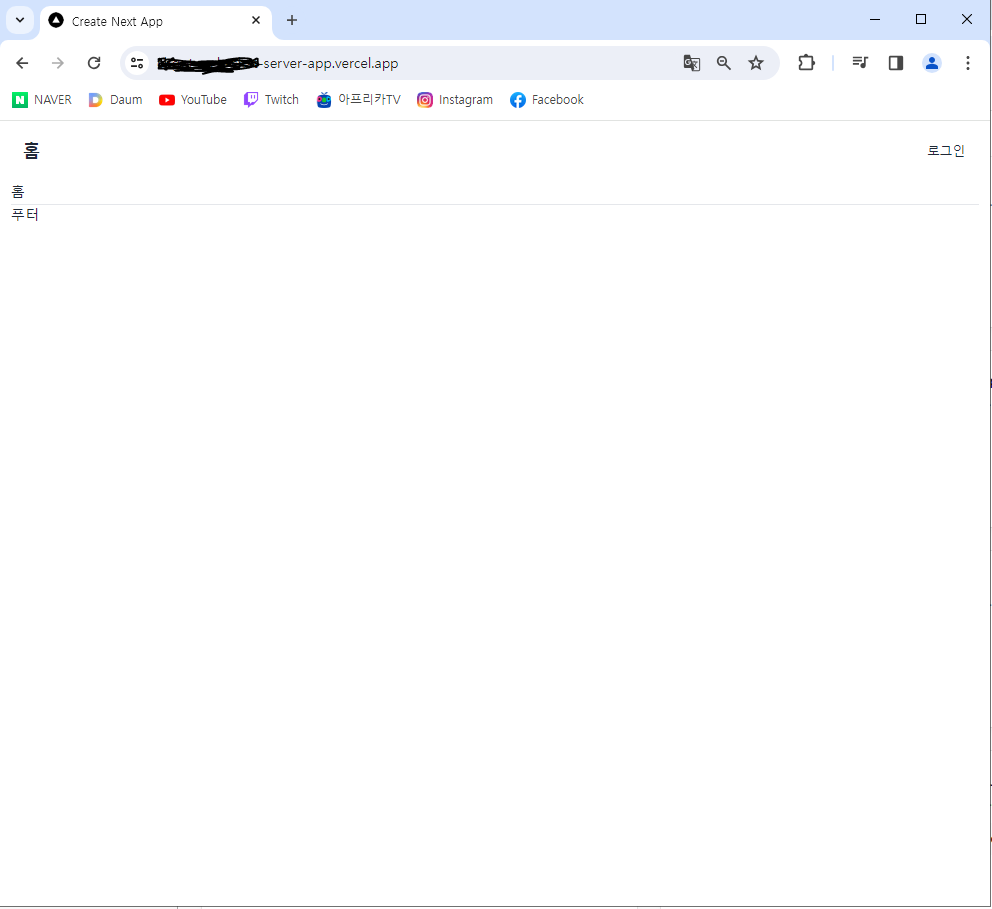 Create Next App
-server-app.vercel.app
NAVER Daum YouTube Twitch 아프리카TV Instagram Facebook
홈 로그인
홈
푸터